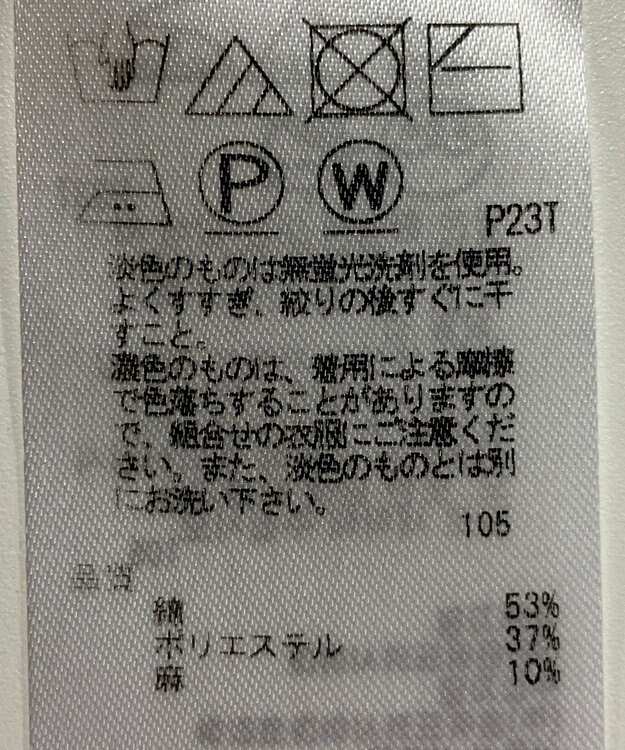 P W
P23T
淡色のものは無蛍光洗剤を使用。
よくすすぎ、絞りの後すぐに干
すこと。
濃色のものは、着用による摩擦
で色落ちすることがありますの
で、組合せの衣服にご注意くだ
さい。また、淡色のものとは別
にお洗い下さい。
105
綿 53%
ポリエステル 37%
麻 10%